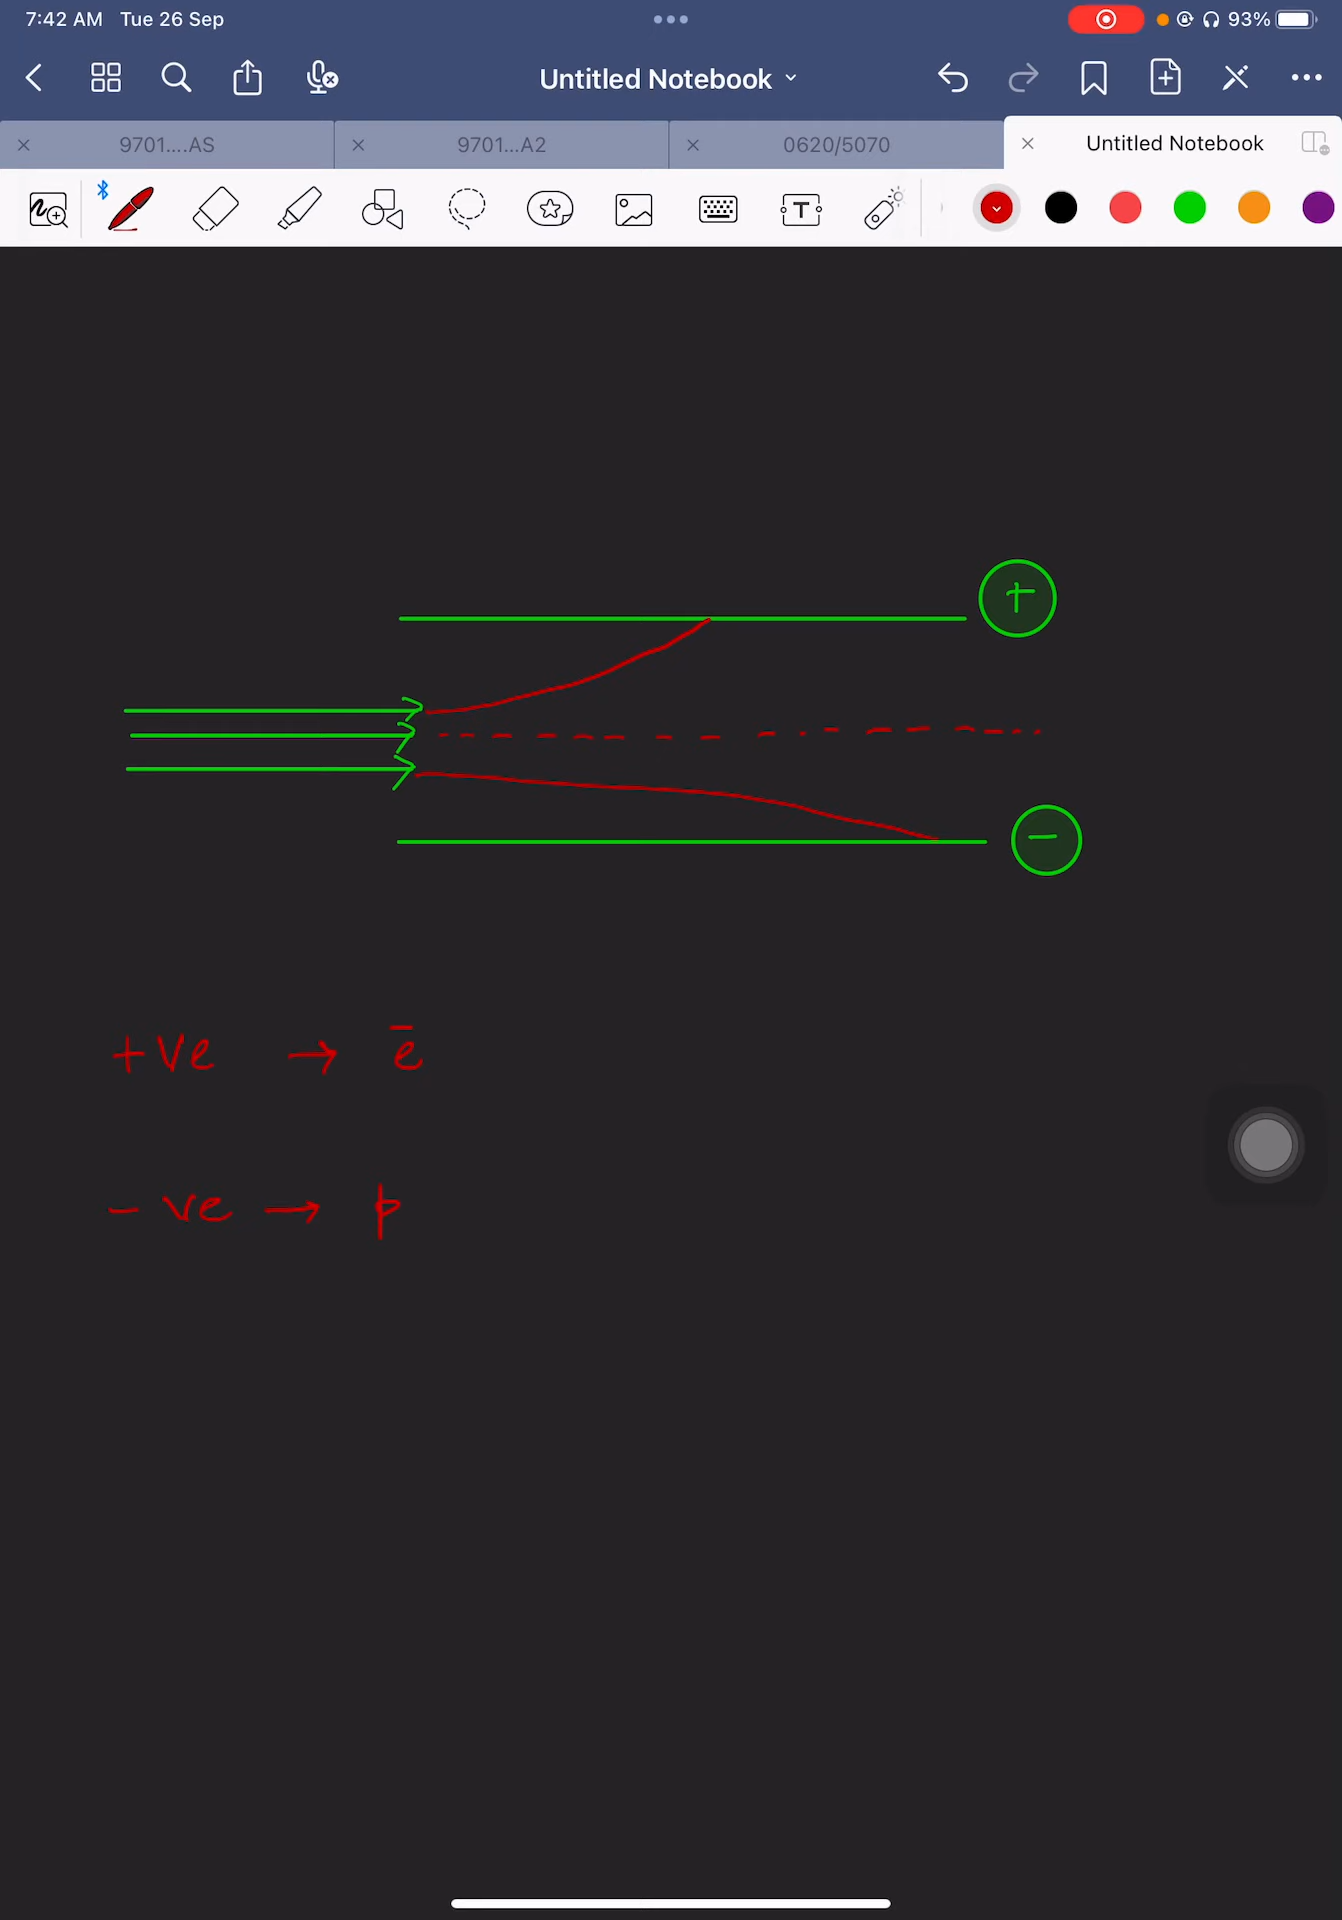 7:42 AM Tue 26 Sep 93%
Untitled Notebook
9701....AS 9701...A2 0620/5070 Untitled Notebook
T
+
−
+ve → e̅
- ve → p